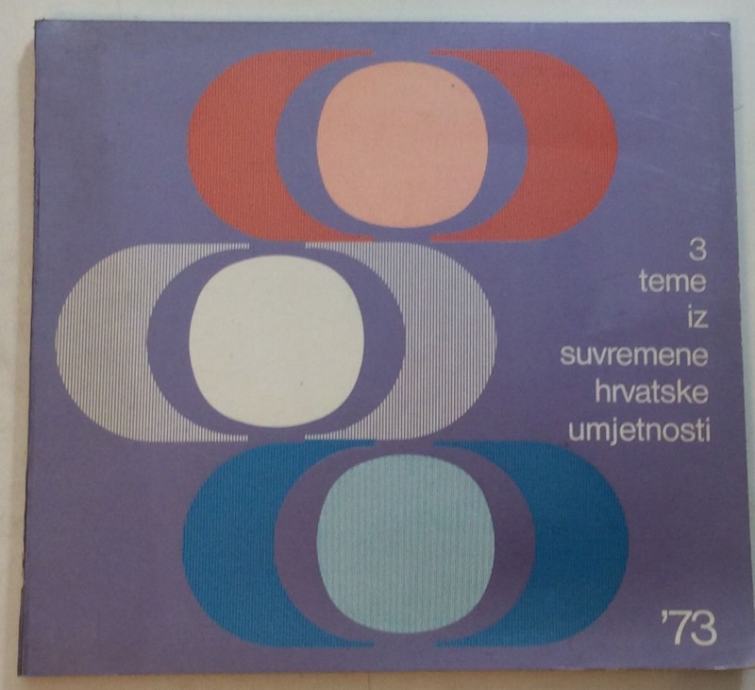 3
teme
iz
suvremene
hrvatske
umjetnosti
'73